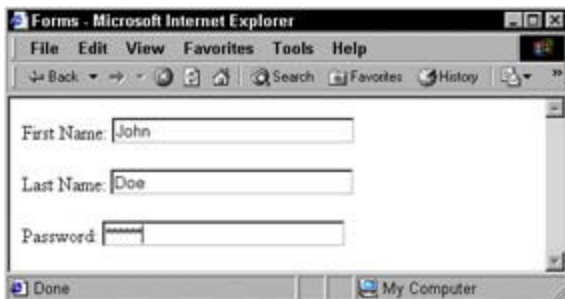 Forms - Microsoft Internet Explorer
File Edit View Favorites Tools Help
Back Search Favorites History »
First Name: John
Last Name: Doe
Password: ******
Done My Computer